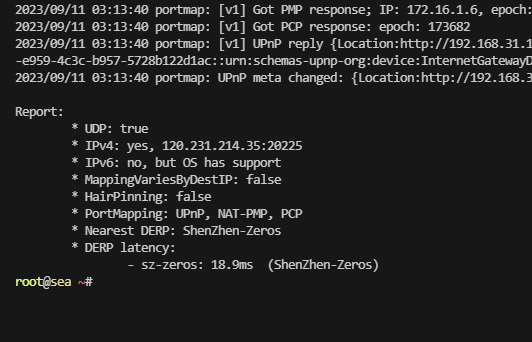 2023/09/11 03:13:40 portmap: [v1] Got PMP response; IP: 172.16.1.6, epoch:
2023/09/11 03:13:40 portmap: [v1] Got PCP response: epoch: 173682
2023/09/11 03:13:40 portmap: [v1] UPnP reply {Location:http://192.168.31.1
-e959-4c3c-b957-5728b122d1ac::urn:schemas-upnp-org:device:InternetGatewayD
2023/09/11 03:13:40 portmap: UPnP meta changed: {Location:http://192.168.3
Report:
* UDP: true
* IPv4: yes, 120.231.214.35:20225
* IPv6: no, but OS has support
* MappingVariesByDestIP: false
* HairPinning: false
* PortMapping: UPnP, NAT-PMP, PCP
* Nearest DERP: ShenZhen-Zeros
* DERP latency:
- sz-zeros: 18.9ms (ShenZhen-Zeros)
root@sea ~#